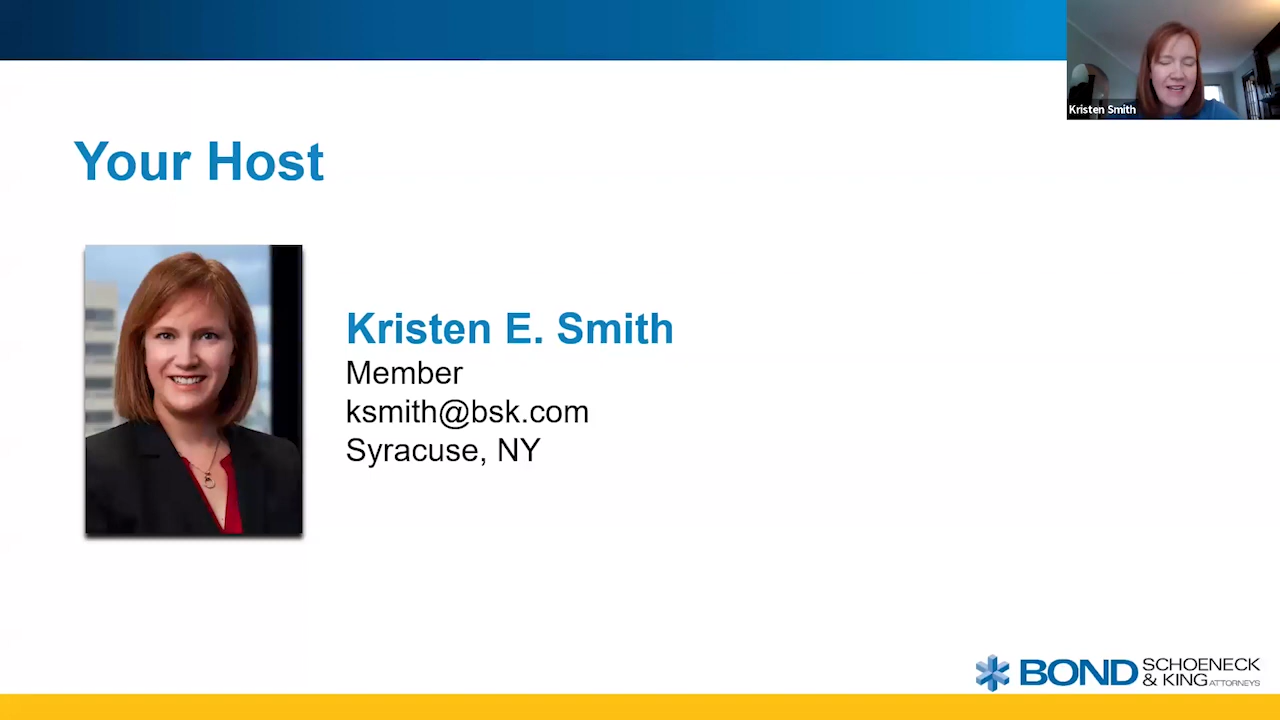 Kristen Smith
Your Host
Kristen E. Smith
Member
ksmith@bsk.com
Syracuse, NY
BOND SCHOENECK
& KING ATTORNEYS